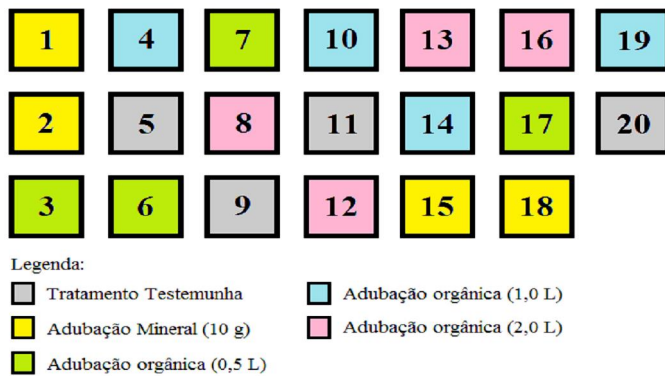 1 4 7 10 13 16 19
2 5 8 11 14 17 20
3 6 9 12 15 18
Legenda:
Tratamento Testemunha
Adubação Mineral (10 g)
Adubação orgânica (0,5 L)
Adubação orgânica (1,0 L)
Adubação orgânica (2,0 L)